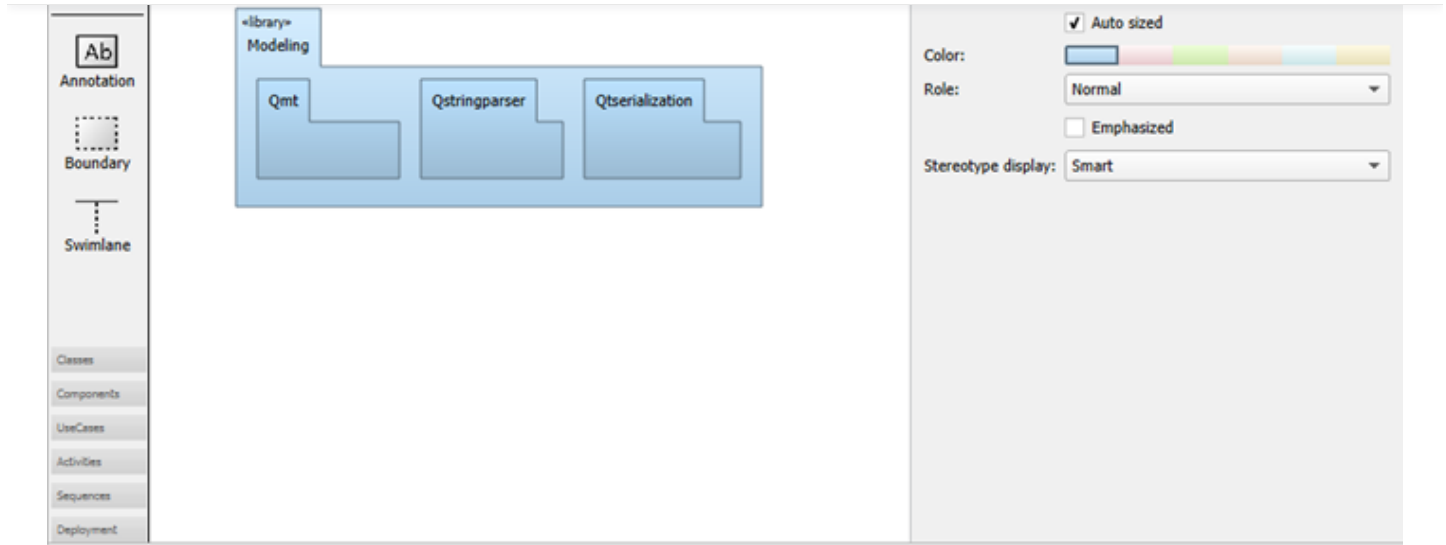 Ab
Annotation
Boundary
Swimlane
Classes
Components
UseCases
Activities
Sequences
Deployment
«library»
Modeling
Qmt
Qstringparser
Qtserialization
Auto sized
Color:
Role: Normal
Emphasized
Stereotype display: Smart